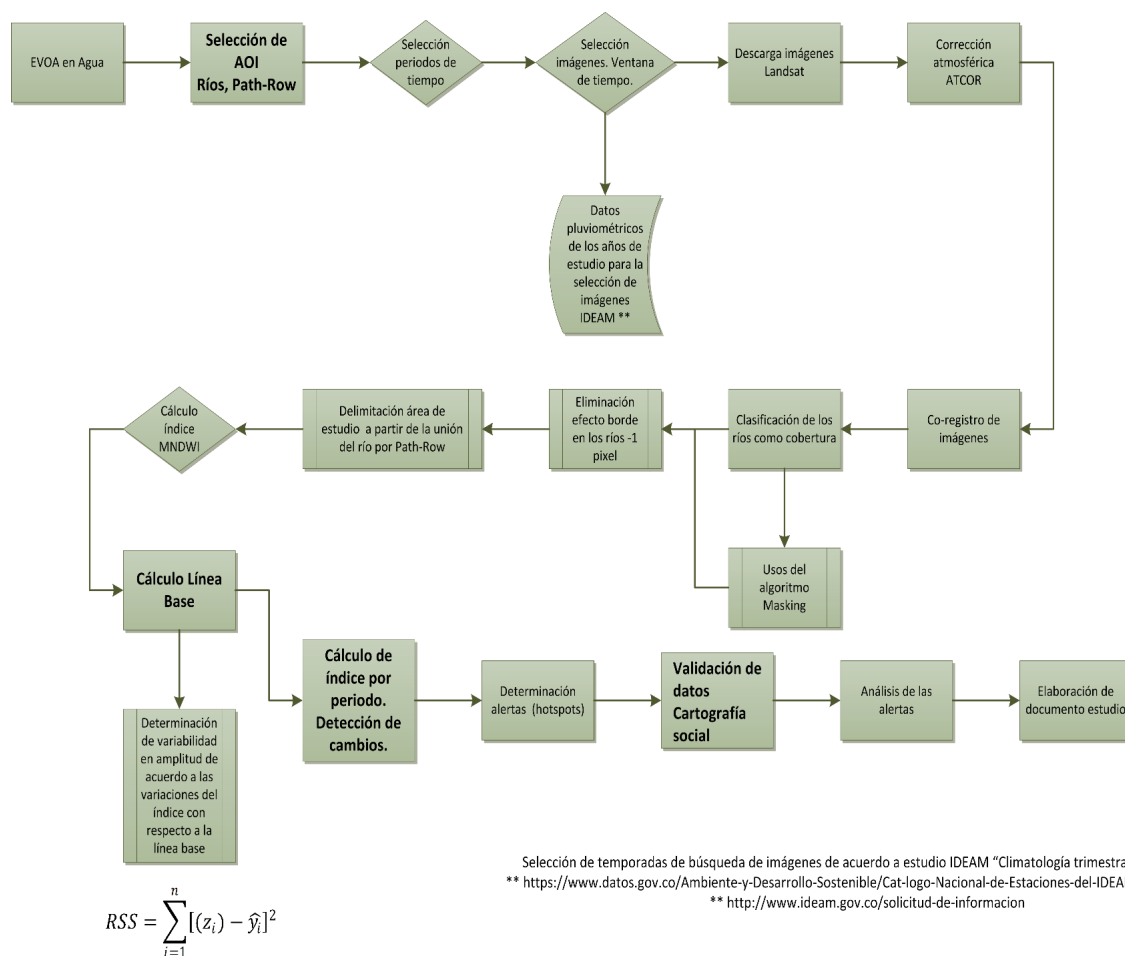 EVOA en Agua
Selección de
AOI
Ríos, Path-Row
Selección
periodos de
tiempo
Selección
imágenes. Ventana
de tiempo.
Descarga imágenes
Landsat
Corrección
atmosférica
ATCOR
Datos
pluviométricos
de los años de
estudio para la
selección de
imágenes
IDEAM **
Cálculo
índice
MNDWI
Delimitación área de
estudio a partir de la unión
del río por Path-Row
Eliminación
efecto borde
en los ríos -1
pixel
Clasificación de los
ríos como cobertura
Co-registro de
imágenes
Usos del
algoritmo
Masking
Cálculo Línea
Base
Cálculo de
índice por
periodo.
Detección de
cambios.
Determinación
alertas (hotspots)
Validación de
datos
Cartografía
social
Análisis de las
alertas
Elaboración de
documento estudio
Determinación
de variabilidad
en amplitud de
acuerdo a las
variaciones del
índice con
respecto a la
línea base
Selección de temporadas de búsqueda de imágenes de acuerdo a estudio IDEAM “Climatología trimestra
** https://www.datos.gov.co/Ambiente-y-Desarrollo-Sostenible/Cat-logo-Nacional-de-Estaciones-del-IDEA
** http://www.ideam.gov.co/solicitud-de-informacion
n
RSS = ∑[(zᵢ) − ŷᵢ]²
i=1